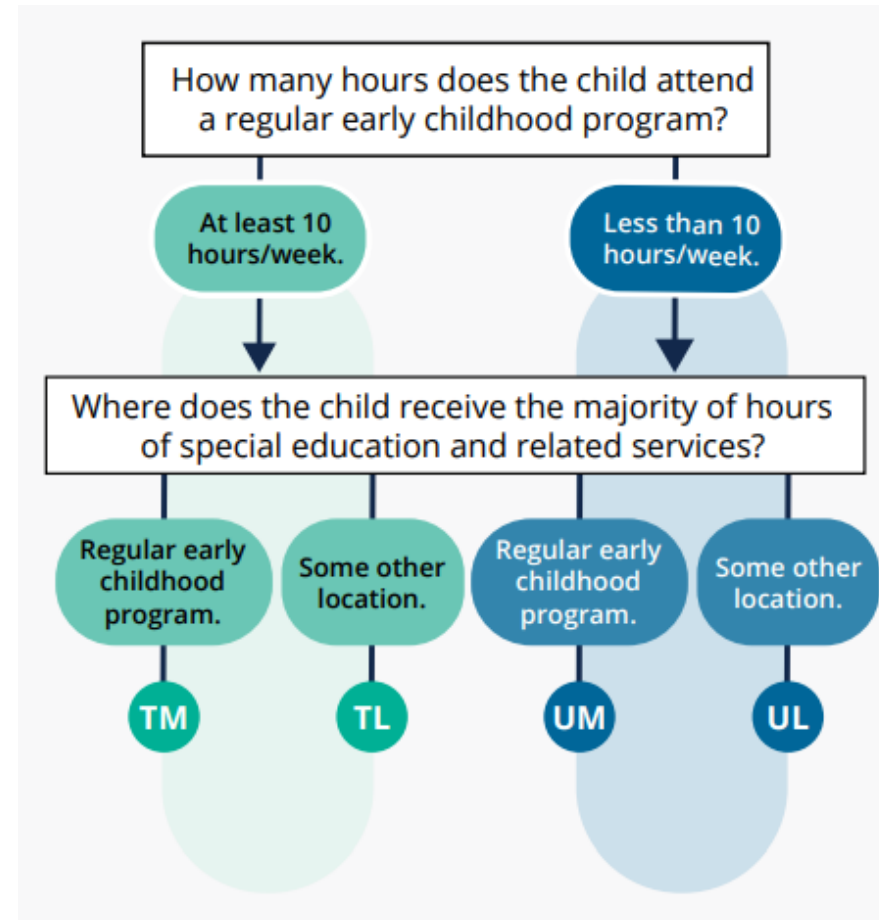 How many hours does the child attend
a regular early childhood program?
At least 10
hours/week.
Less than 10
hours/week.
Where does the child receive the majority of hours
of special education and related services?
Regular early
childhood
program.
Some other
location.
Regular early
childhood
program.
Some other
location.
TM
TL
UM
UL